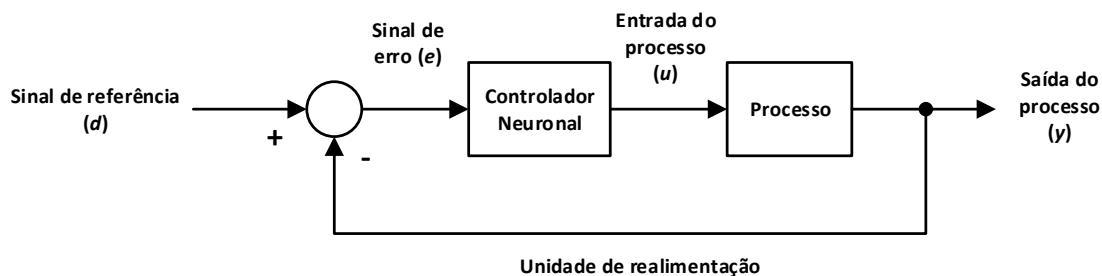 Sinal de referência
(d)
+
-
Sinal de
erro (e)
Controlador
Neuronal
Entrada do
processo
(u)
Processo
Saída do
processo
(y)
Unidade de realimentação